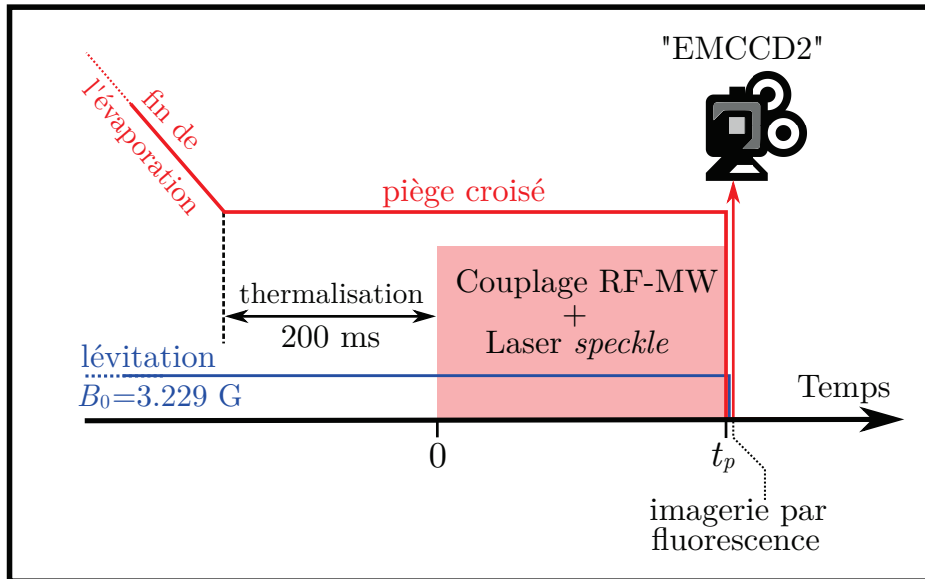 "EMCCD2"
fin de
l'évaporation
piège croisé
thermalisation
200 ms
Couplage RF-MW
+
Laser speckle
lévitation
B₀=3.229 G
Temps
0
tₚ
imagerie par
fluorescence